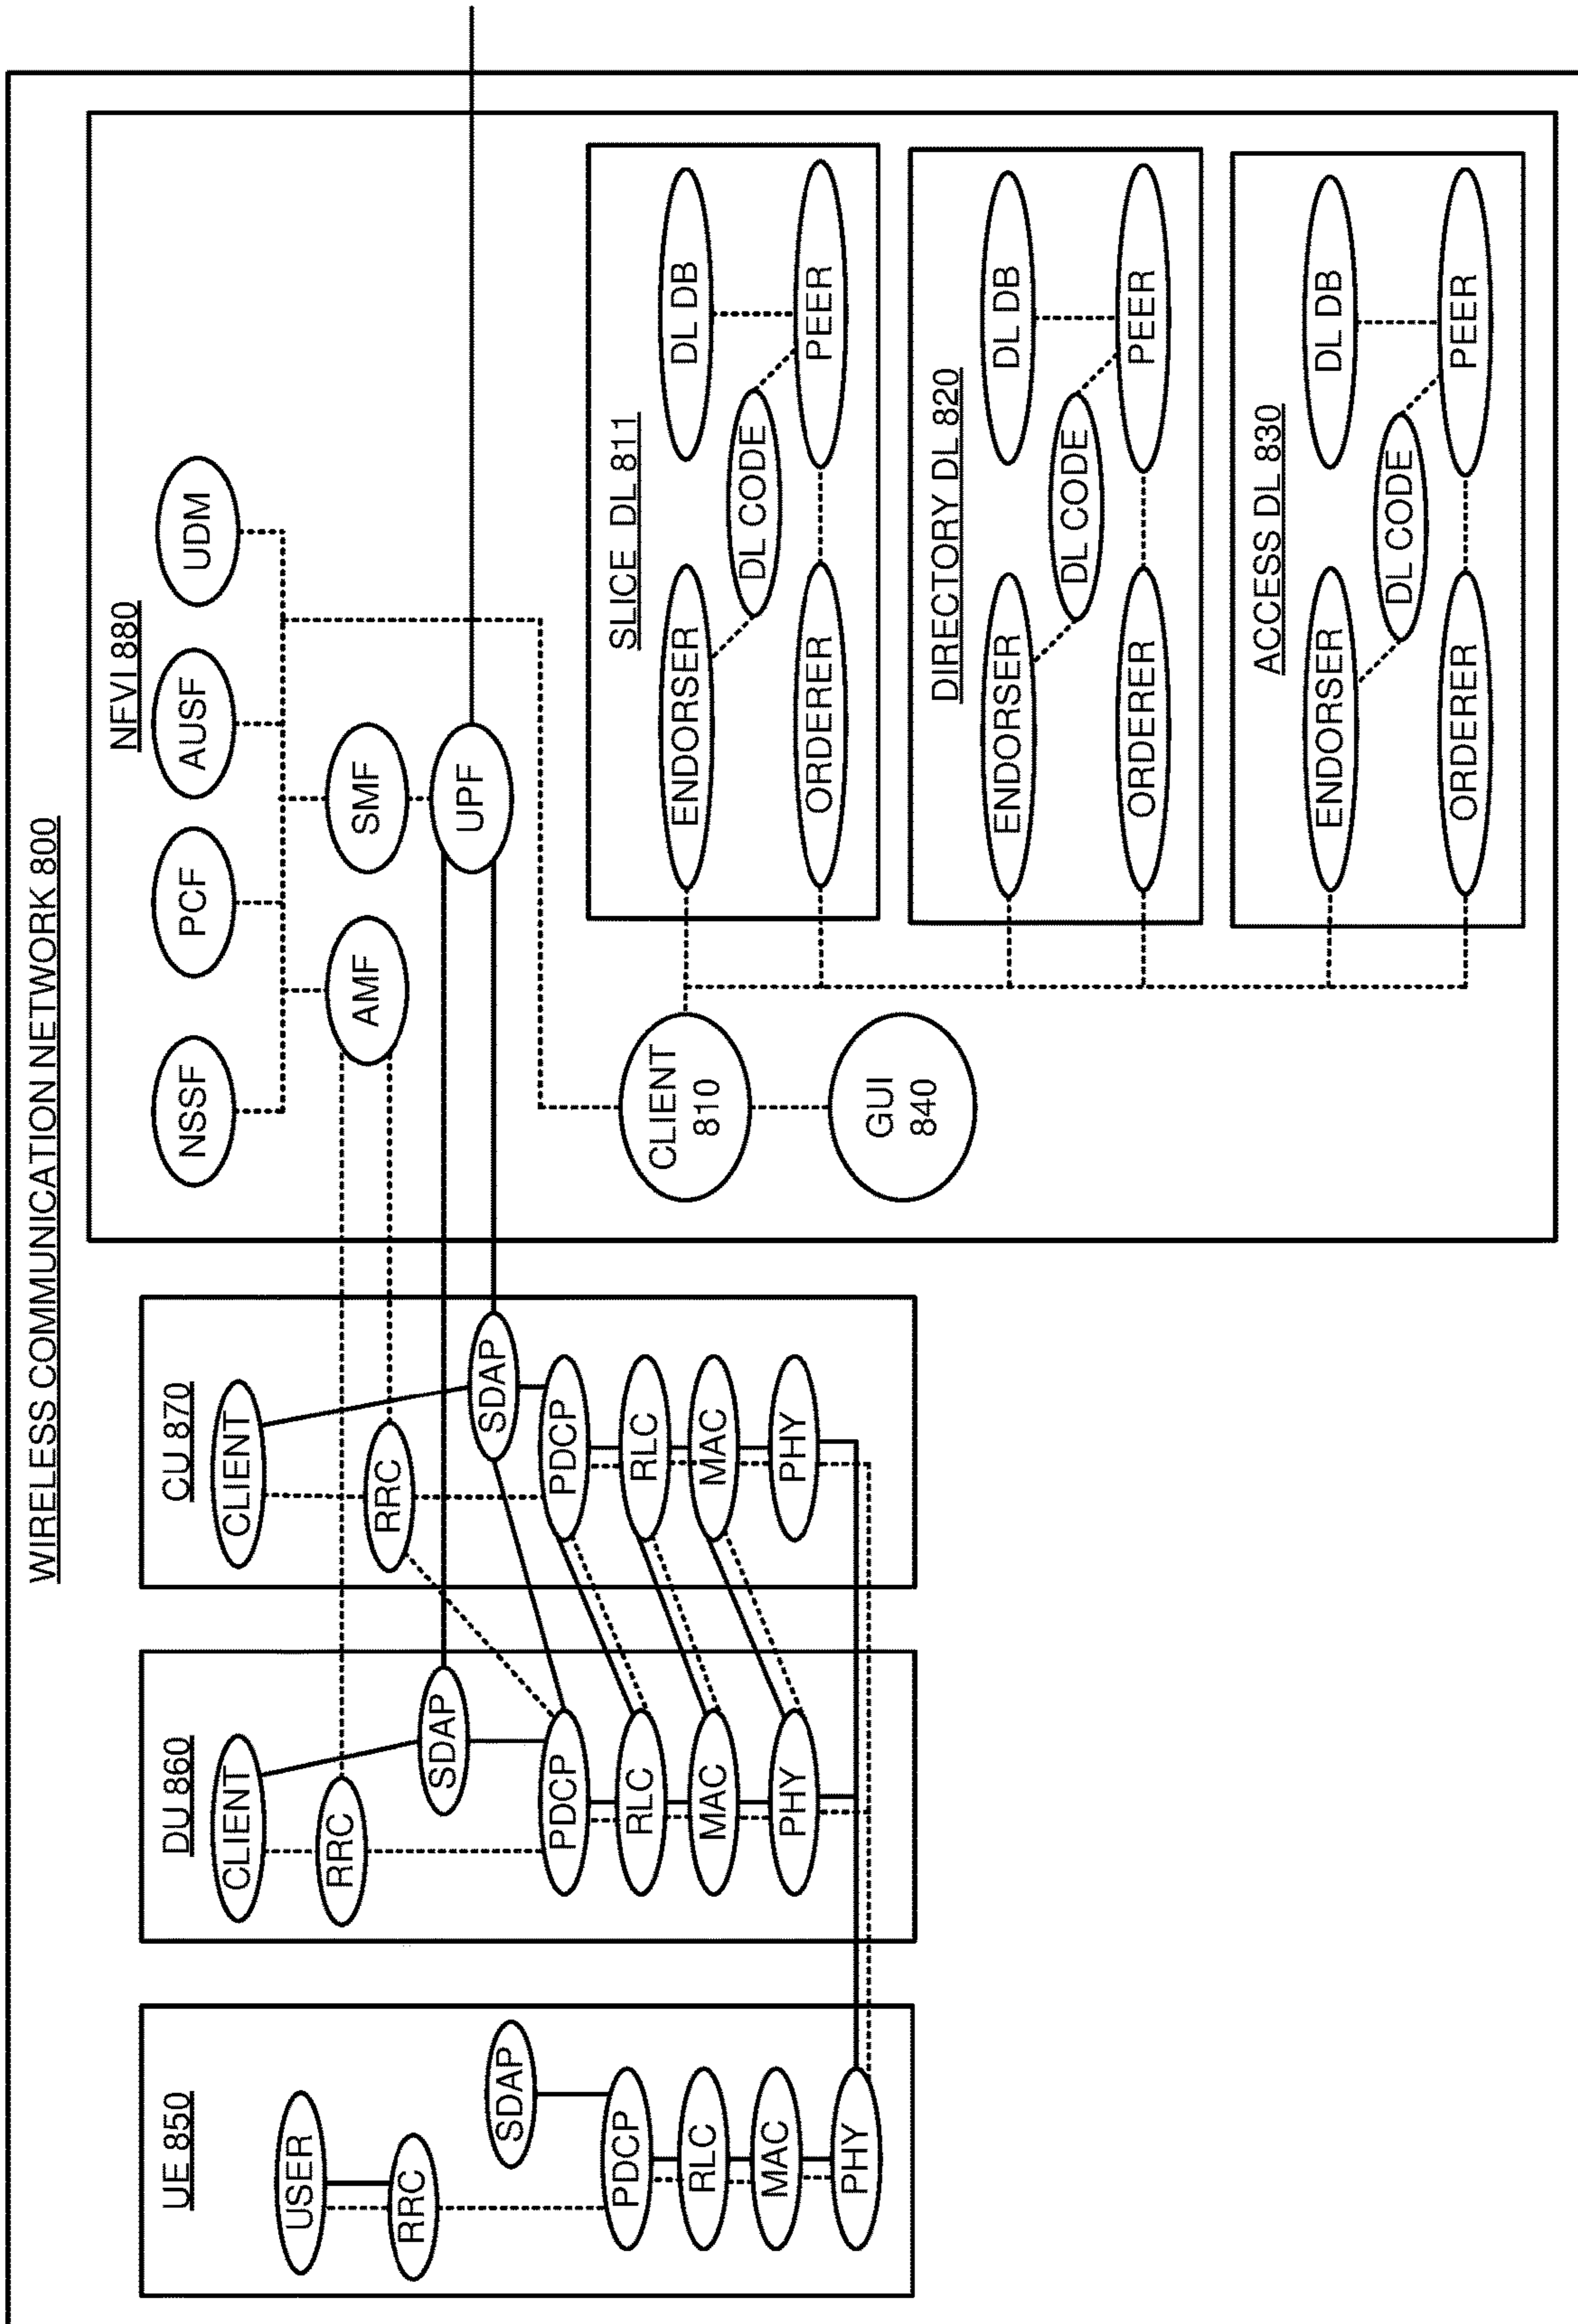 WIRELESS COMMUNICATION NETWORK 800
UE 850
USER
RRC
SDAP
PDCP
RLC
MAC
PHY
DU 860
CLIENT
RRC
SDAP
PDCP
RLC
MAC
PHY
CU 870
CLIENT
RRC
SDAP
PDCP
RLC
MAC
PHY
NFVI 880
NSSF
PCF
AUSF
UDM
AMF
SMF
UPF
CLIENT
810
GUI
840
SLICE DL 811
ENDORSER
DL DB
DL CODE
ORDERER
PEER
DIRECTORY DL 820
ENDORSER
DL DB
DL CODE
ORDERER
PEER
ACCESS DL 830
ENDORSER
DL DB
DL CODE
ORDERER
PEER